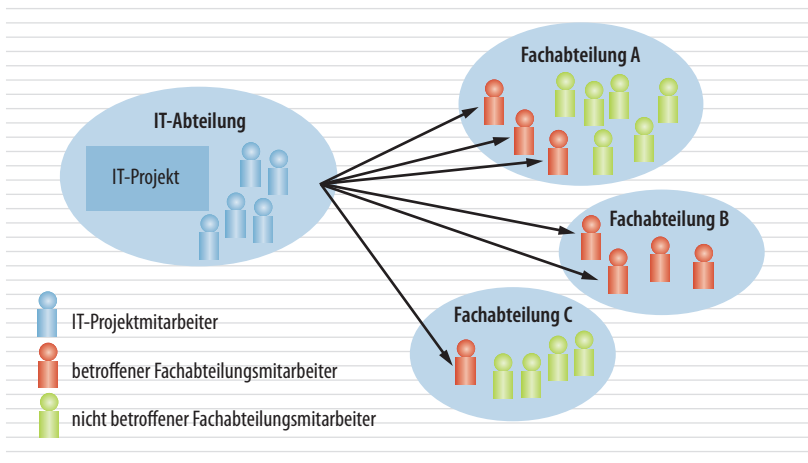 Fachabteilung A
IT-Abteilung
IT-Projekt
Fachabteilung B
Fachabteilung C
IT-Projektmitarbeiter
betroffener Fachabteilungsmitarbeiter
nicht betroffener Fachabteilungsmitarbeiter